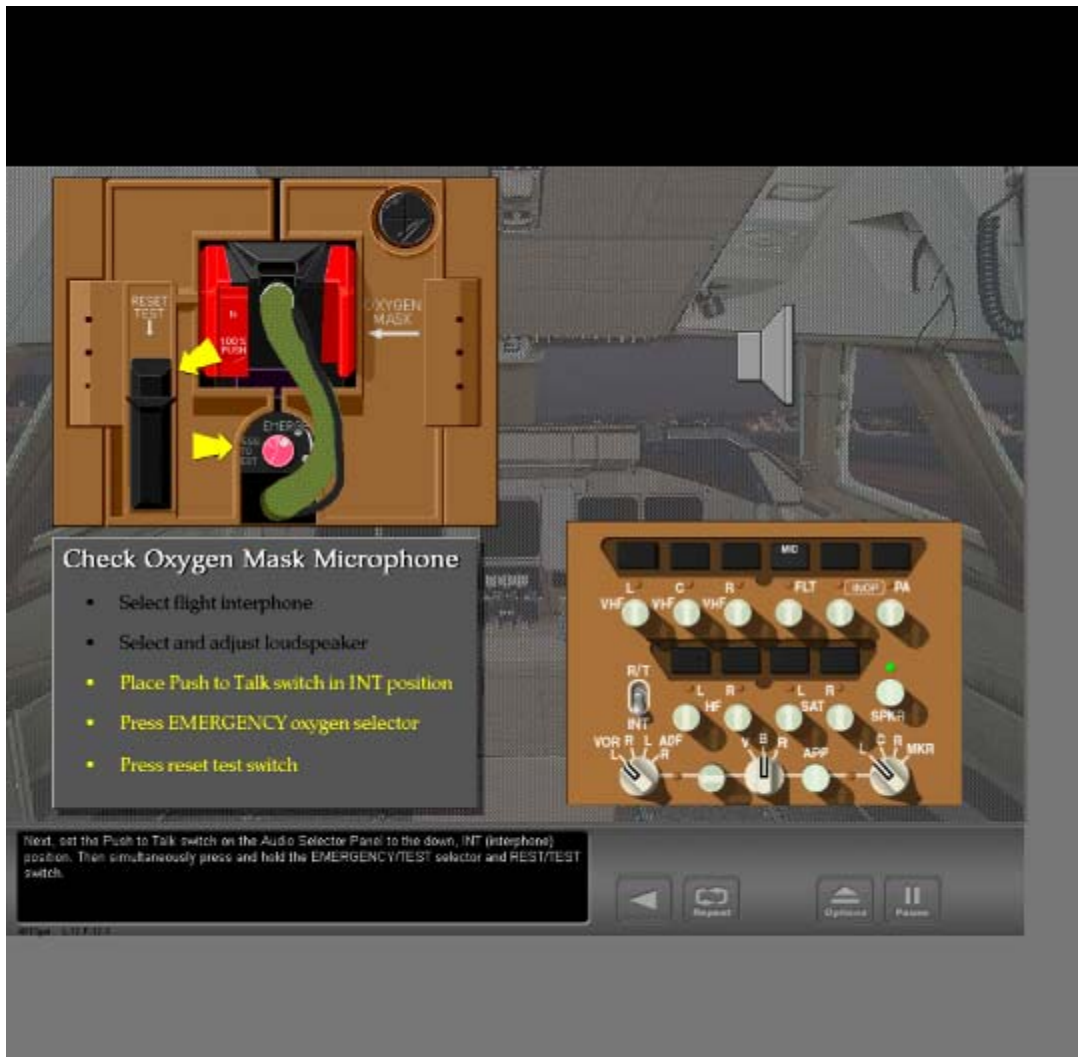 RESET
TEST
N
100%
PUSH
OXYGEN
MASK
EMERG
Check Oxygen Mask Microphone
Select flight interphone
Select and adjust loudspeaker
Place Push to Talk switch in INT position
Press EMERGENCY oxygen selector
Press reset test switch
MIC
L C R FLT INOP PA
VHF VHF VHF
R/T
INT
L R L R
HF SAT SPKR
VOR R L ADF V B R C R MKR
L R APP L
Next, set the Push to Talk switch on the Audio Selector Panel to the down, INT (interphone)
position. Then simultaneously press and hold the EMERGENCY/TEST selector and REST/TEST
switch.
Repeat
Options
Pause